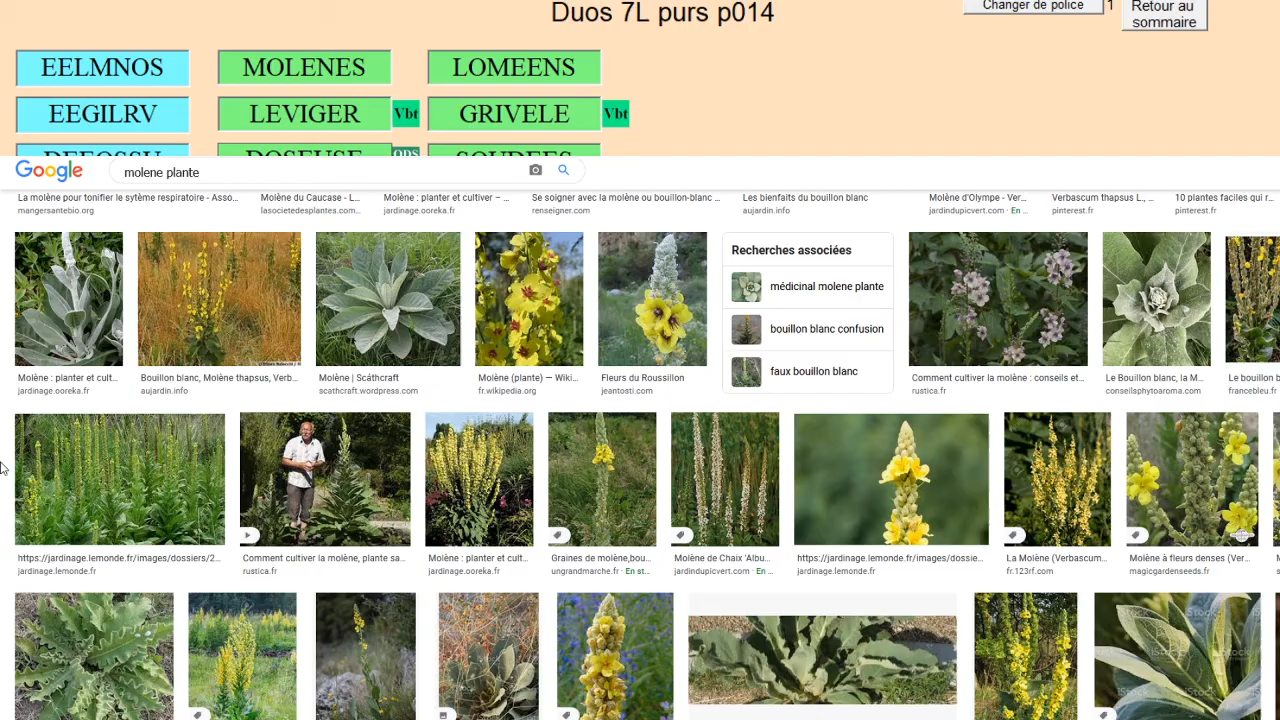 Duos 7L purs p014
Changer de police
1
Retour au
sommaire
EELMNOS
MOLENES
LOMEENS
EEGILRV
LEVIGER
Vbt
GRIVELE
Vbt
DEEOSSU
DOSEUSE
ODS
SOUDEES
Google
molene plante
La molène pour tonifier le sytème respiratoire - Asso...
Molène du Caucase - L...
Molène : planter et cultiver – ...
Se soigner avec la molène ou bouillon-blanc ...
Les bienfaits du bouillon blanc
Molène d'Olympe - Ver...
Verbascum thapsus L., ...
10 plantes faciles qui r...
mangersantebio.org
lasocietedesplantes.com...
jardinage.ooreka.fr
renseigner.com
aujardin.info
jardindupicvert.com · En ...
pinterest.fr
pinterest.fr
Recherches associées
médicinal molene plante
bouillon blanc confusion
faux bouillon blanc
Molène : planter et cult...
Bouillon blanc, Molène thapsus, Verb...
Molène | Scáthcraft
Molène (plante) — Wiki...
Fleurs du Roussillon
Comment cultiver la molène : conseils et...
Le Bouillon blanc, la M...
Le bouillon b
jardinage.ooreka.fr
aujardin.info
scathcraft.wordpress.com
fr.wikipedia.org
jeantosti.com
rustica.fr
conseilsphytoaroma.com
francebleu.fr
https://jardinage.lemonde.fr/images/dossiers/2...
Comment cultiver la molène, plante sa...
Molène : planter et cult...
Graines de molène,bou...
Molène de Chaix 'Albu...
https://jardinage.lemonde.fr/images/dossie...
La Molène (Verbascum...
Molène à fleurs denses (Ver...
jardinage.lemonde.fr
rustica.fr
jardinage.ooreka.fr
ungrandmarche.fr · En st...
jardindupicvert.com · En ...
jardinage.lemonde.fr
fr.123rf.com
magicgardenseeds.fr
iStock
iStock
iStock
iStock